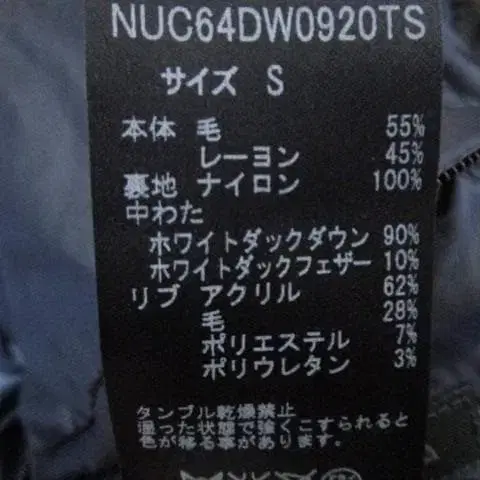 NUC64DW0920TS
サイズ S
本体 毛 55%
レーヨン 45%
裏地 ナイロン 100%
中わた
ホワイトダックダウン 90%
ホワイトダックフェザー 10%
リブ アクリル 62%
毛 28%
ポリエステル 7%
ポリウレタン 3%
タンブル乾燥禁止
湿った状態で強くこすられると
色が移る事があります。